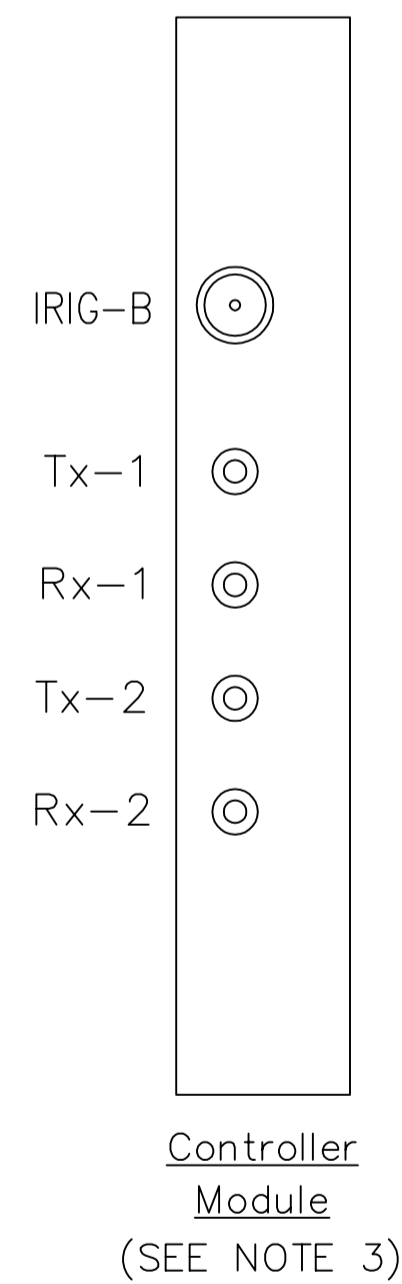 IRIG-B
Tx-1
Rx-1
Tx-2
Rx-2
Controller
Module
(SEE NOTE 3)